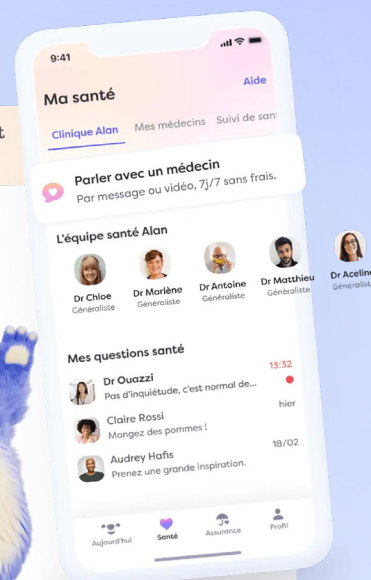 t
9:41
Ma santé
Aide
Clinique Alan
Mes médecins
Suivi de san
Parler avec un médecin
Par message ou vidéo, 7j/7 sans frais.
L'équipe santé Alan
Dr Chloe
Généraliste
Dr Marlène
Généraliste
Dr Antoine
Généraliste
Dr Matthieu
Généraliste
Dr Aceline
Généraliste
Mes questions santé
Dr Ouazzi
13:32
Pas d'inquiétude, c'est normal de...
Claire Rossi
hier
Mangez des pommes !
Audrey Hafis
18/02
Prenez une grande inspiration.
Aujourd'hui
Santé
Assurance
Profil